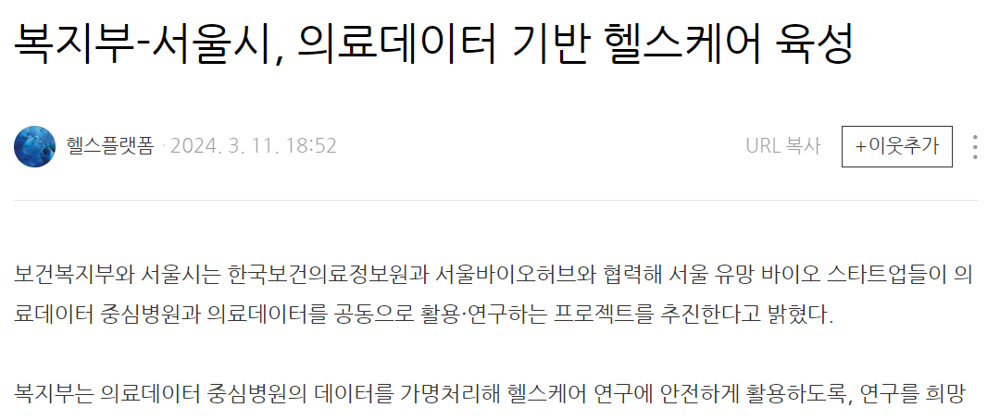 복지부-서울시, 의료데이터 기반 헬스케어 육성
헬스플랫폼 · 2024. 3. 11. 18:52
URL 복사
+이웃추가
보건복지부와 서울시는 한국보건의료정보원과 서울바이오허브와 협력해 서울 유망 바이오 스타트업들이 의
료데이터 중심병원과 의료데이터를 공동으로 활용·연구하는 프로젝트를 추진한다고 밝혔다.
복지부는 의료데이터 중심병원의 데이터를 가명처리해 헬스케어 연구에 안전하게 활용하도록, 연구를 희망